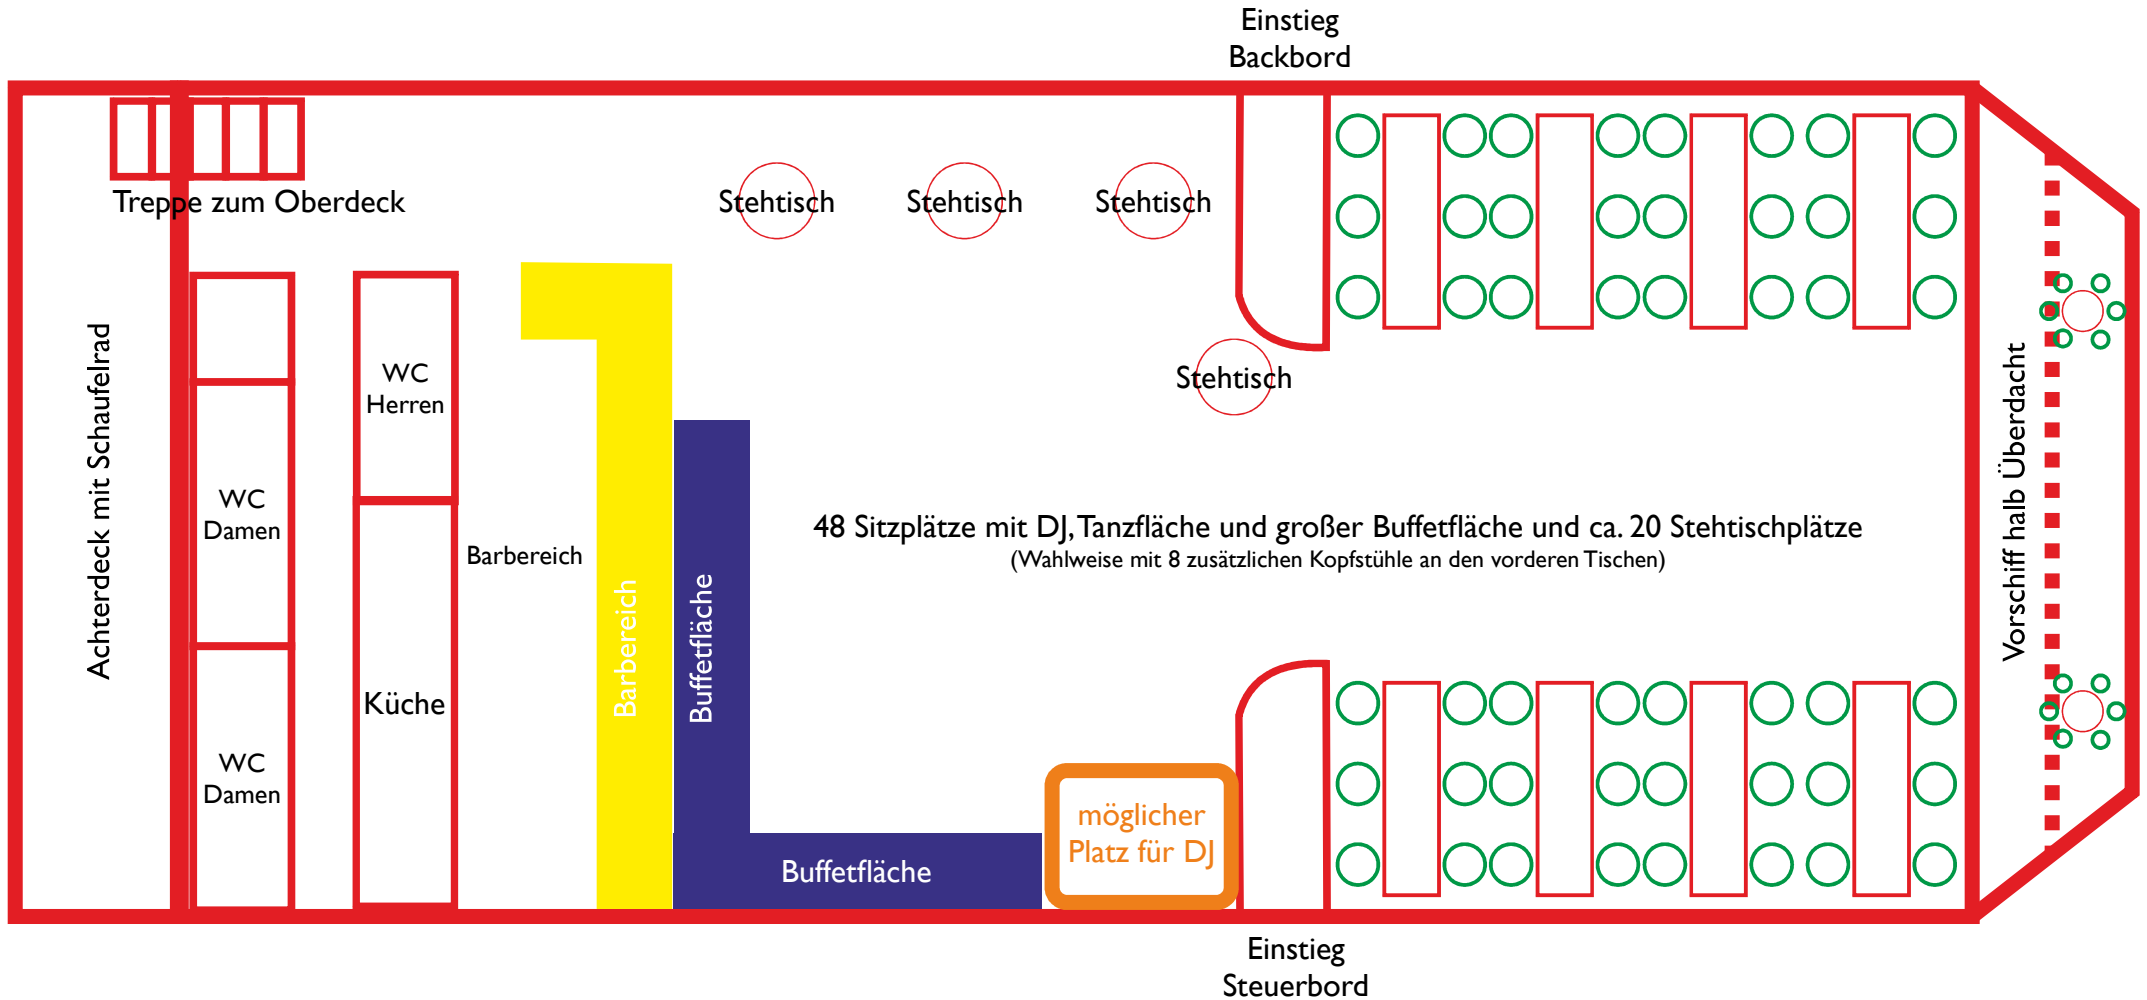 Einstieg
Backbord
Treppe zum Oberdeck
Stehtisch
Stehtisch
Stehtisch
Stehtisch
Achterdeck mit Schaufelrad
WC
Damen
WC
Damen
WC
Herren
Küche
Barbereich
Barbereich
Buffetfläche
Buffetfläche
48 Sitzplätze mit DJ, Tanzfläche und großer Buffetfläche und ca. 20 Stehtischplätze
(Wahlweise mit 8 zusätzlichen Kopfstühle an den vorderen Tischen)
möglicher
Platz für DJ
Vorschiff halb Überdacht
Einstieg
Steuerbord